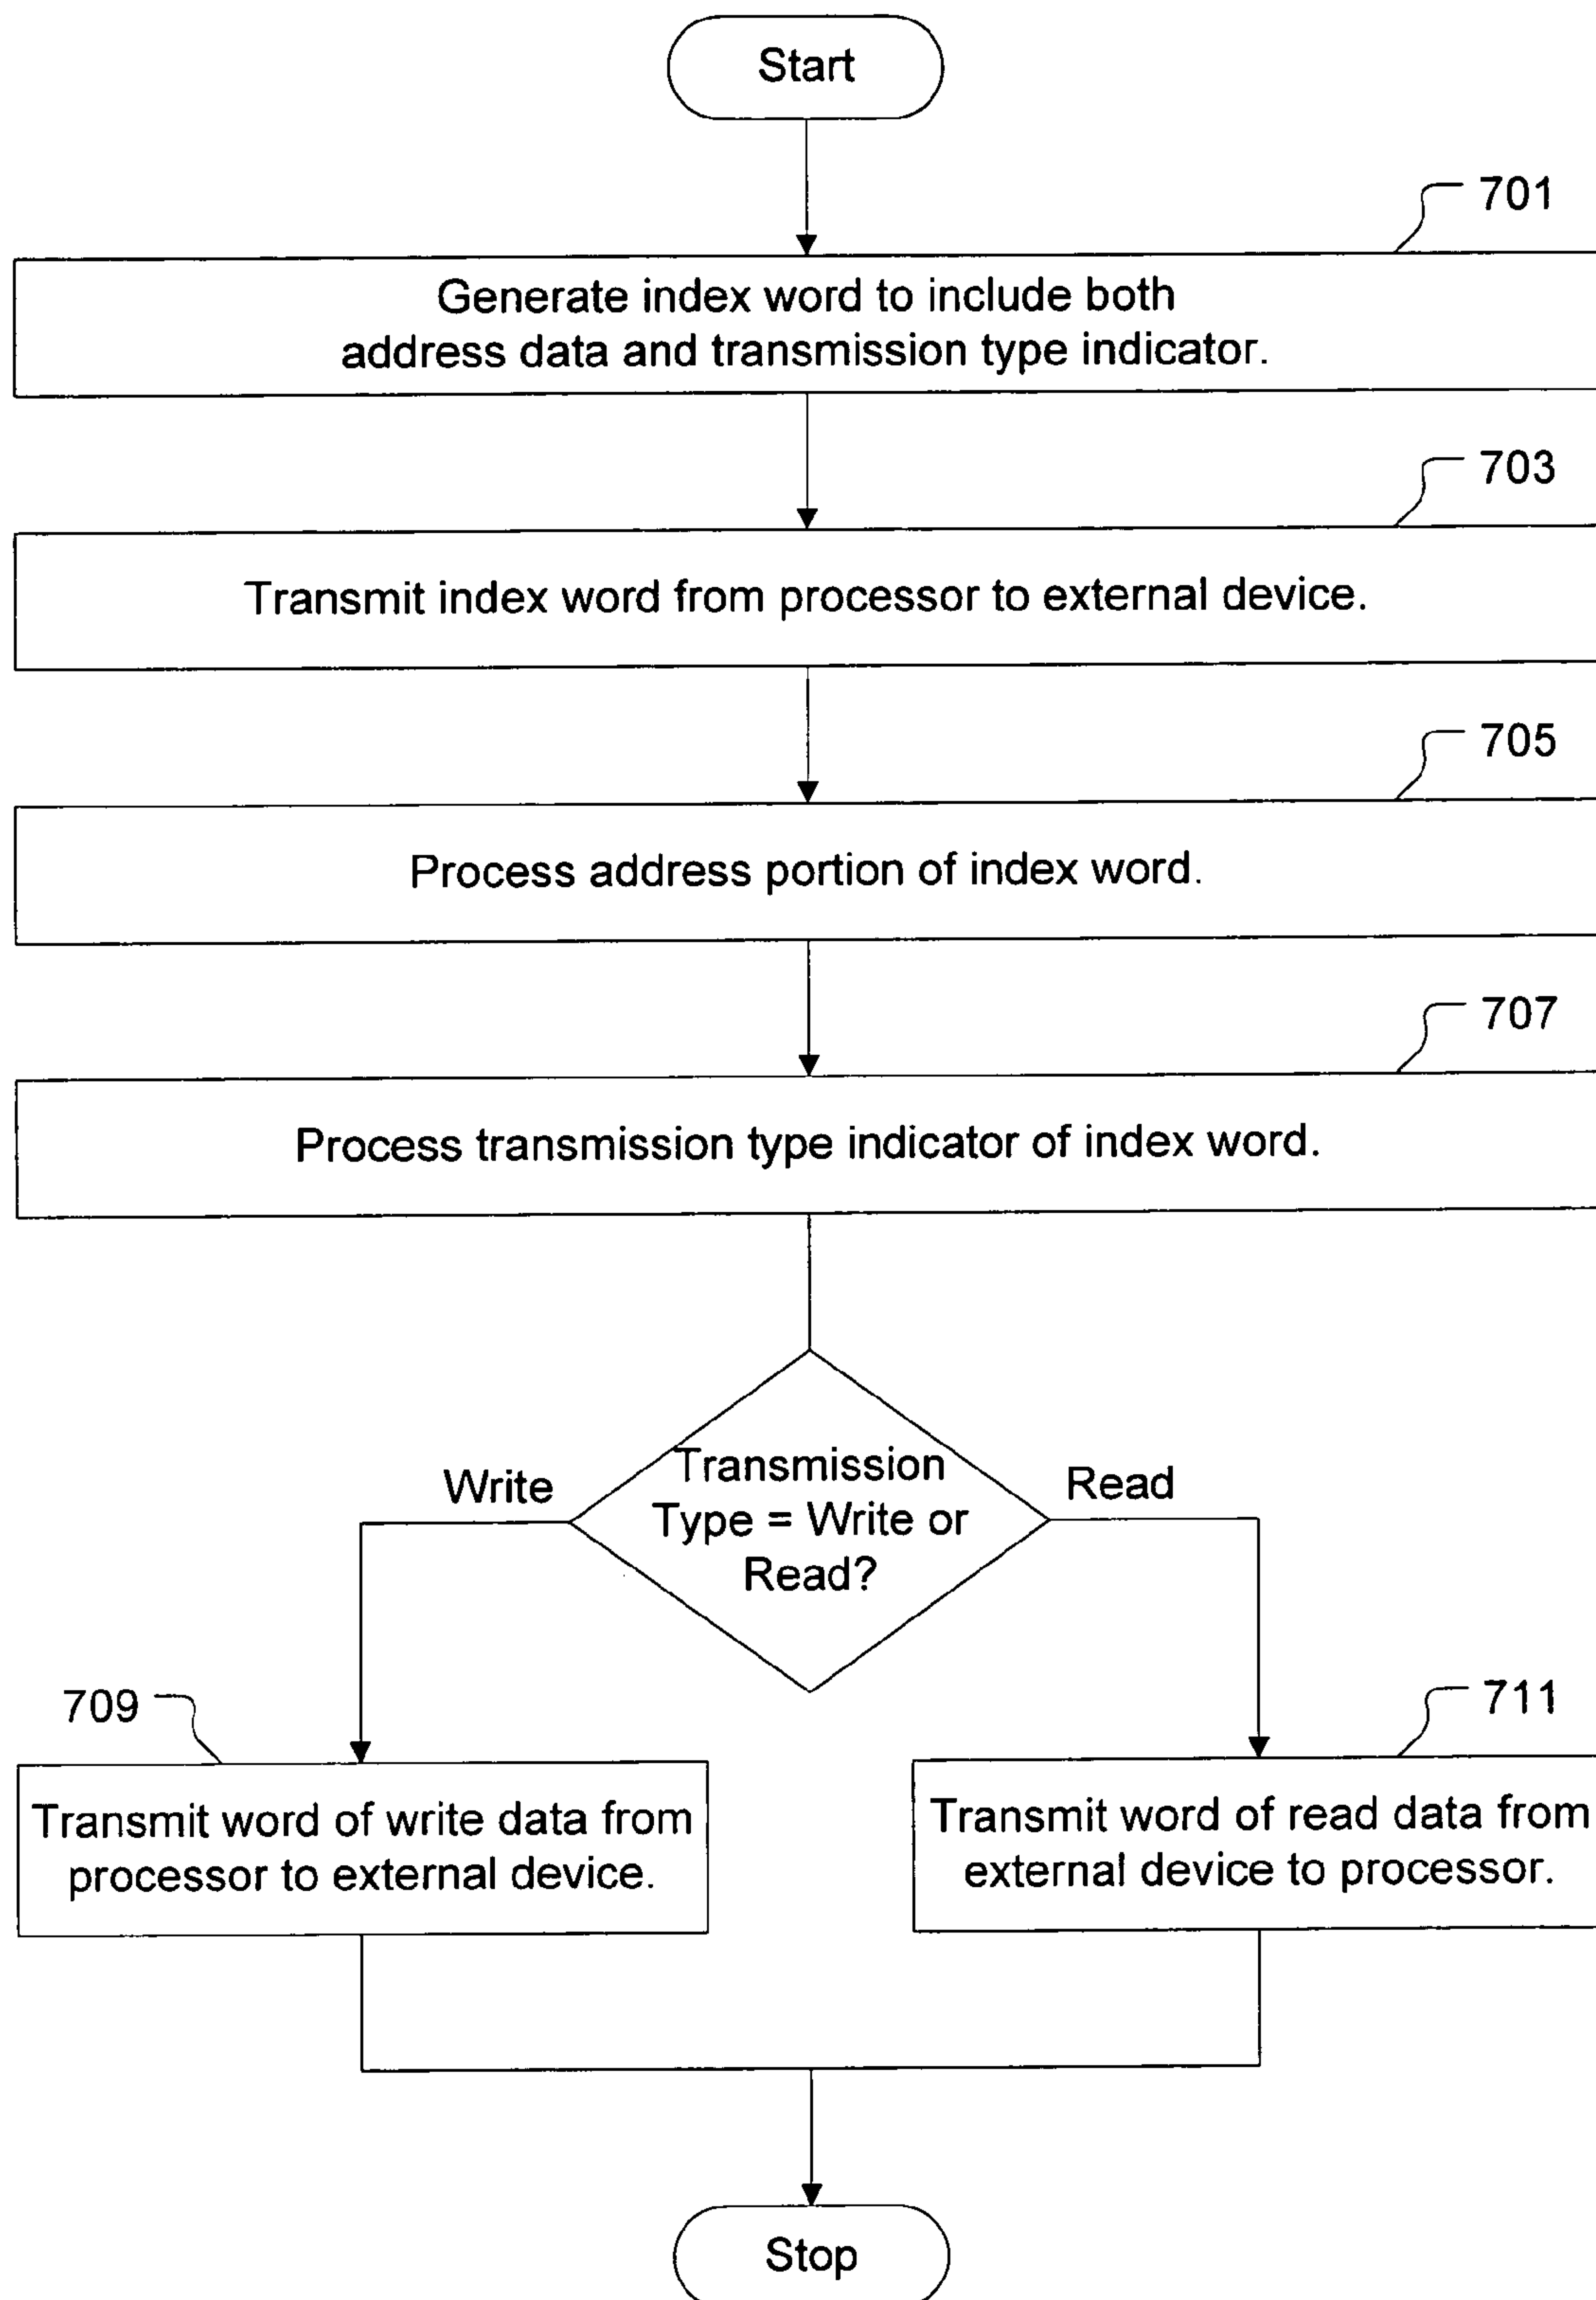 Start
701
Generate index word to include both
address data and transmission type indicator.
703
Transmit index word from processor to external device.
705
Process address portion of index word.
707
Process transmission type indicator of index word.
Write
Transmission
Type = Write or
Read?
Read
709
Transmit word of write data from
processor to external device.
711
Transmit word of read data from
external device to processor.
Stop